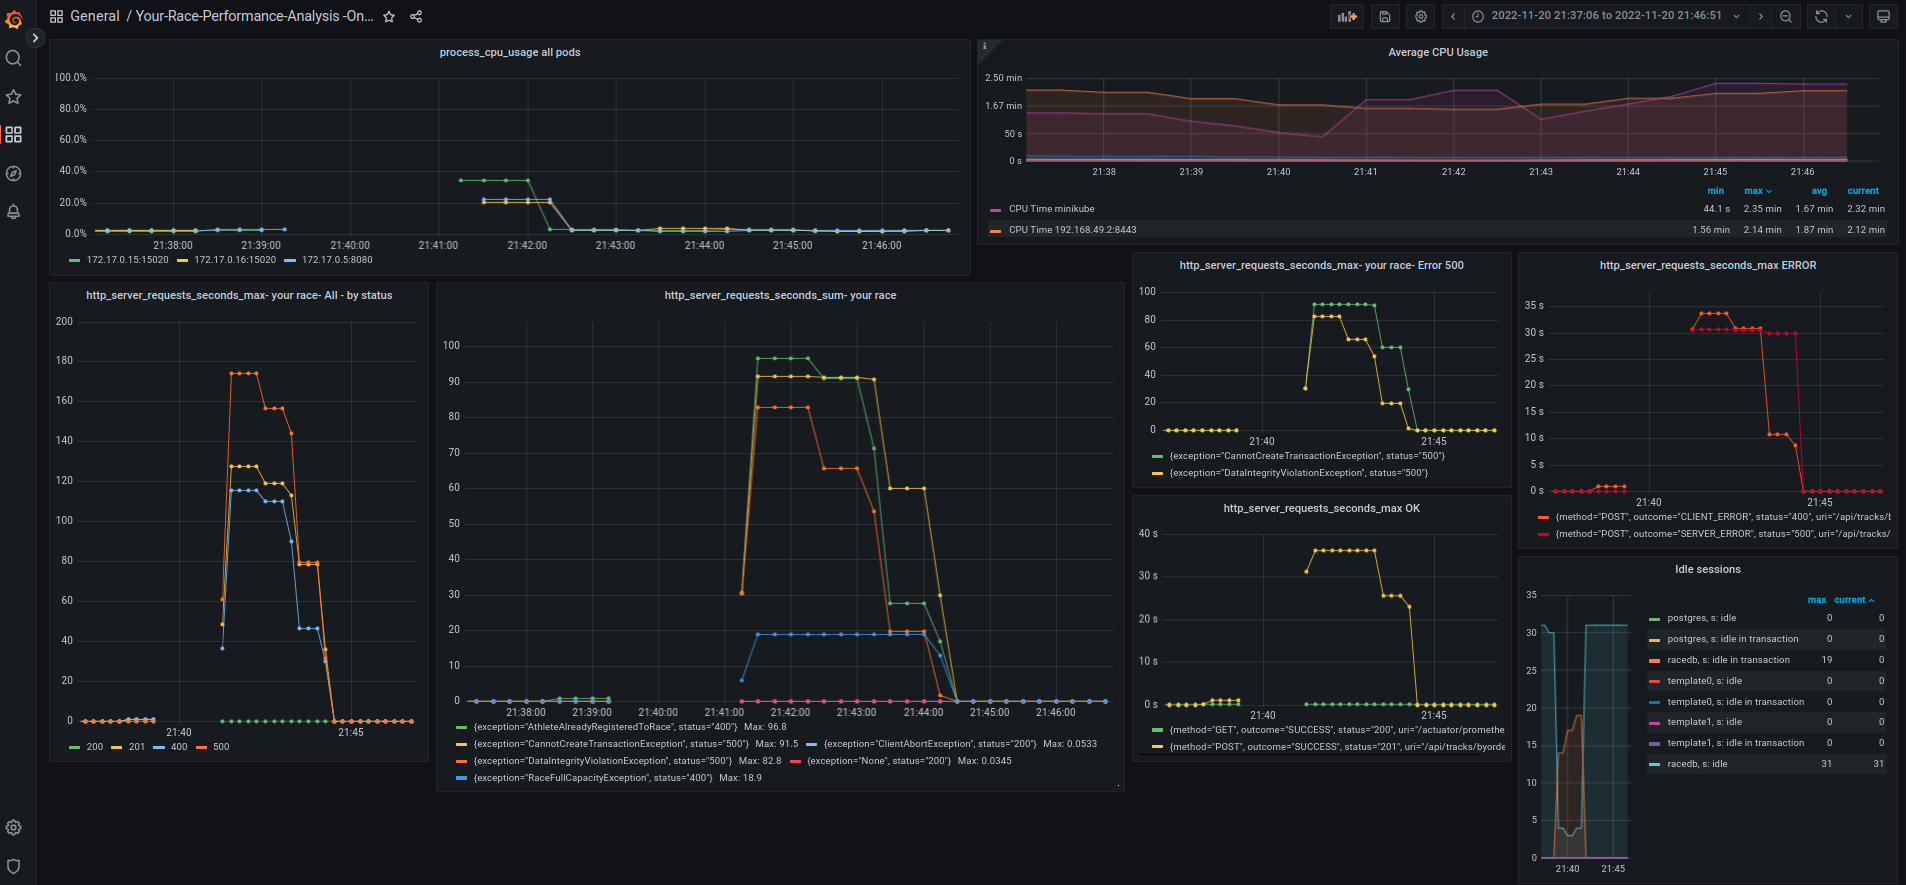 General / Your-Race-Performance-Analysis -On...
2022-11-20 21:37:06 to 2022-11-20 21:46:51
process_cpu_usage all pods
100.0%
80.0%
60.0%
40.0%
20.0%
0.0%
21:38:00 21:39:00 21:40:00 21:41:00 21:42:00 21:43:00 21:44:00 21:45:00 21:46:00
172.17.0.15:15020 172.17.0.16:15020 172.17.0.5:8080
i
Average CPU Usage
2.50 min
1.67 min
50 s
0 s
21:38 21:39 21:40 21:41 21:42 21:43 21:44 21:45 21:46
min max avg current
CPU Time minikube 44.1 s 2.35 min 1.67 min 2.32 min
CPU Time 192.168.49.2:8443 1.56 min 2.14 min 1.87 min 2.12 min
http_server_requests_seconds_max- your race- All - by status
200
180
160
140
120
100
80
60
40
20
0
21:40 21:45
200 201 400 500
http_server_requests_seconds_sum- your race
100
90
80
70
60
50
40
30
20
10
0
21:38:00 21:39:00 21:40:00 21:41:00 21:42:00 21:43:00 21:44:00 21:45:00 21:46:00
{exception="AthleteAlreadyRegisteredToRace", status="400"} Max: 96.8
{exception="CannotCreateTransactionException", status="500"} Max: 91.5 {exception="ClientAbortException", status="200"} Max: 0.0533
{exception="DataIntegrityViolationException", status="500"} Max: 82.8 {exception="None", status="200"} Max: 0.0345
{exception="RaceFullCapacityException", status="400"} Max: 18.9
http_server_requests_seconds_max- your race- Error 500
100
80
60
40
20
0
21:40 21:45
{exception="CannotCreateTransactionException", status="500"}
{exception="DataIntegrityViolationException", status="500"}
http_server_requests_seconds_max OK
40 s
30 s
20 s
10 s
0 s
21:40 21:45
{method="GET", outcome="SUCCESS", status="200", uri="/actuator/promethe
{method="POST", outcome="SUCCESS", status="201", uri="/api/tracks/byorde
http_server_requests_seconds_max ERROR
35 s
30 s
25 s
20 s
15 s
10 s
5 s
0 s
21:40 21:45
{method="POST", outcome="CLIENT_ERROR", status="400", uri="/api/tracks/b
{method="POST", outcome="SERVER_ERROR", status="500", uri="/api/tracks/
Idle sessions
35
30
25
20
15
10
5
0
21:40 21:45
max current
postgres, s: idle 0 0
postgres, s: idle in transaction 0 0
racedb, s: idle in transaction 19 0
template0, s: idle 0 0
template0, s: idle in transaction 0 0
template1, s: idle 0 0
template1, s: idle in transaction 0 0
racedb, s: idle 31 31